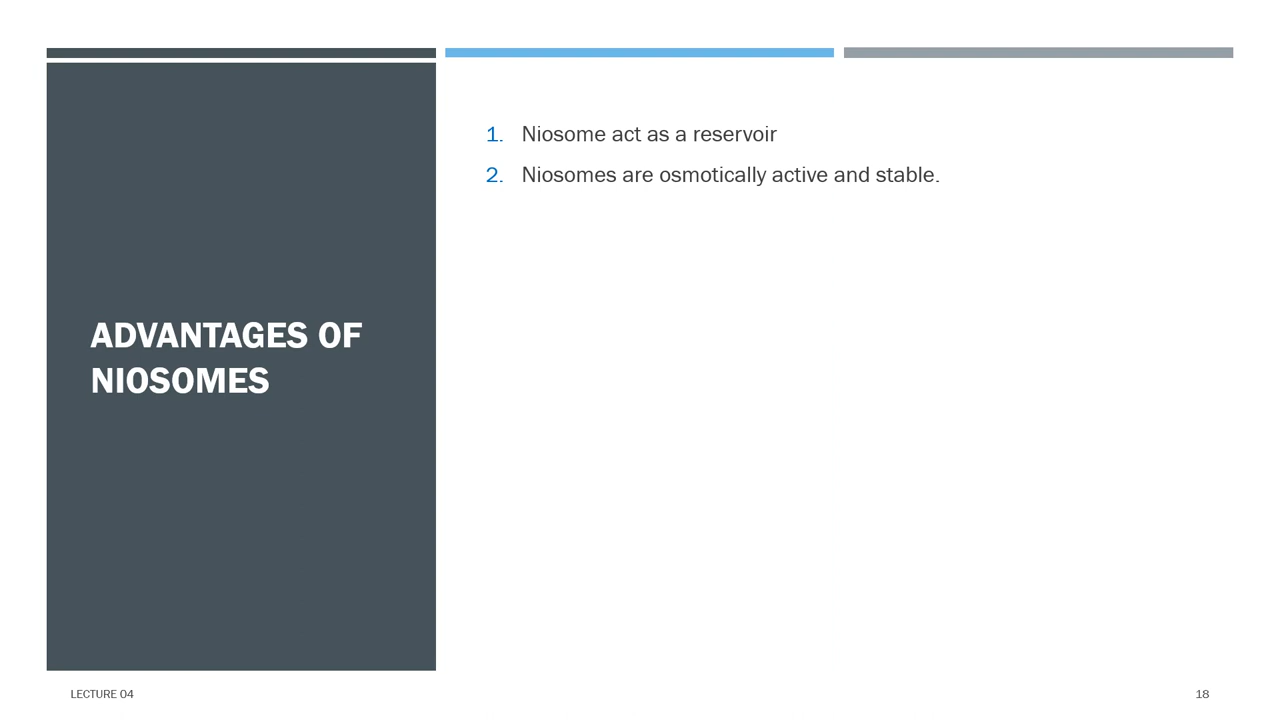 ADVANTAGES OF
NIOSOMES
1. Niosome act as a reservoir
2. Niosomes are osmotically active and stable.
LECTURE 04
18